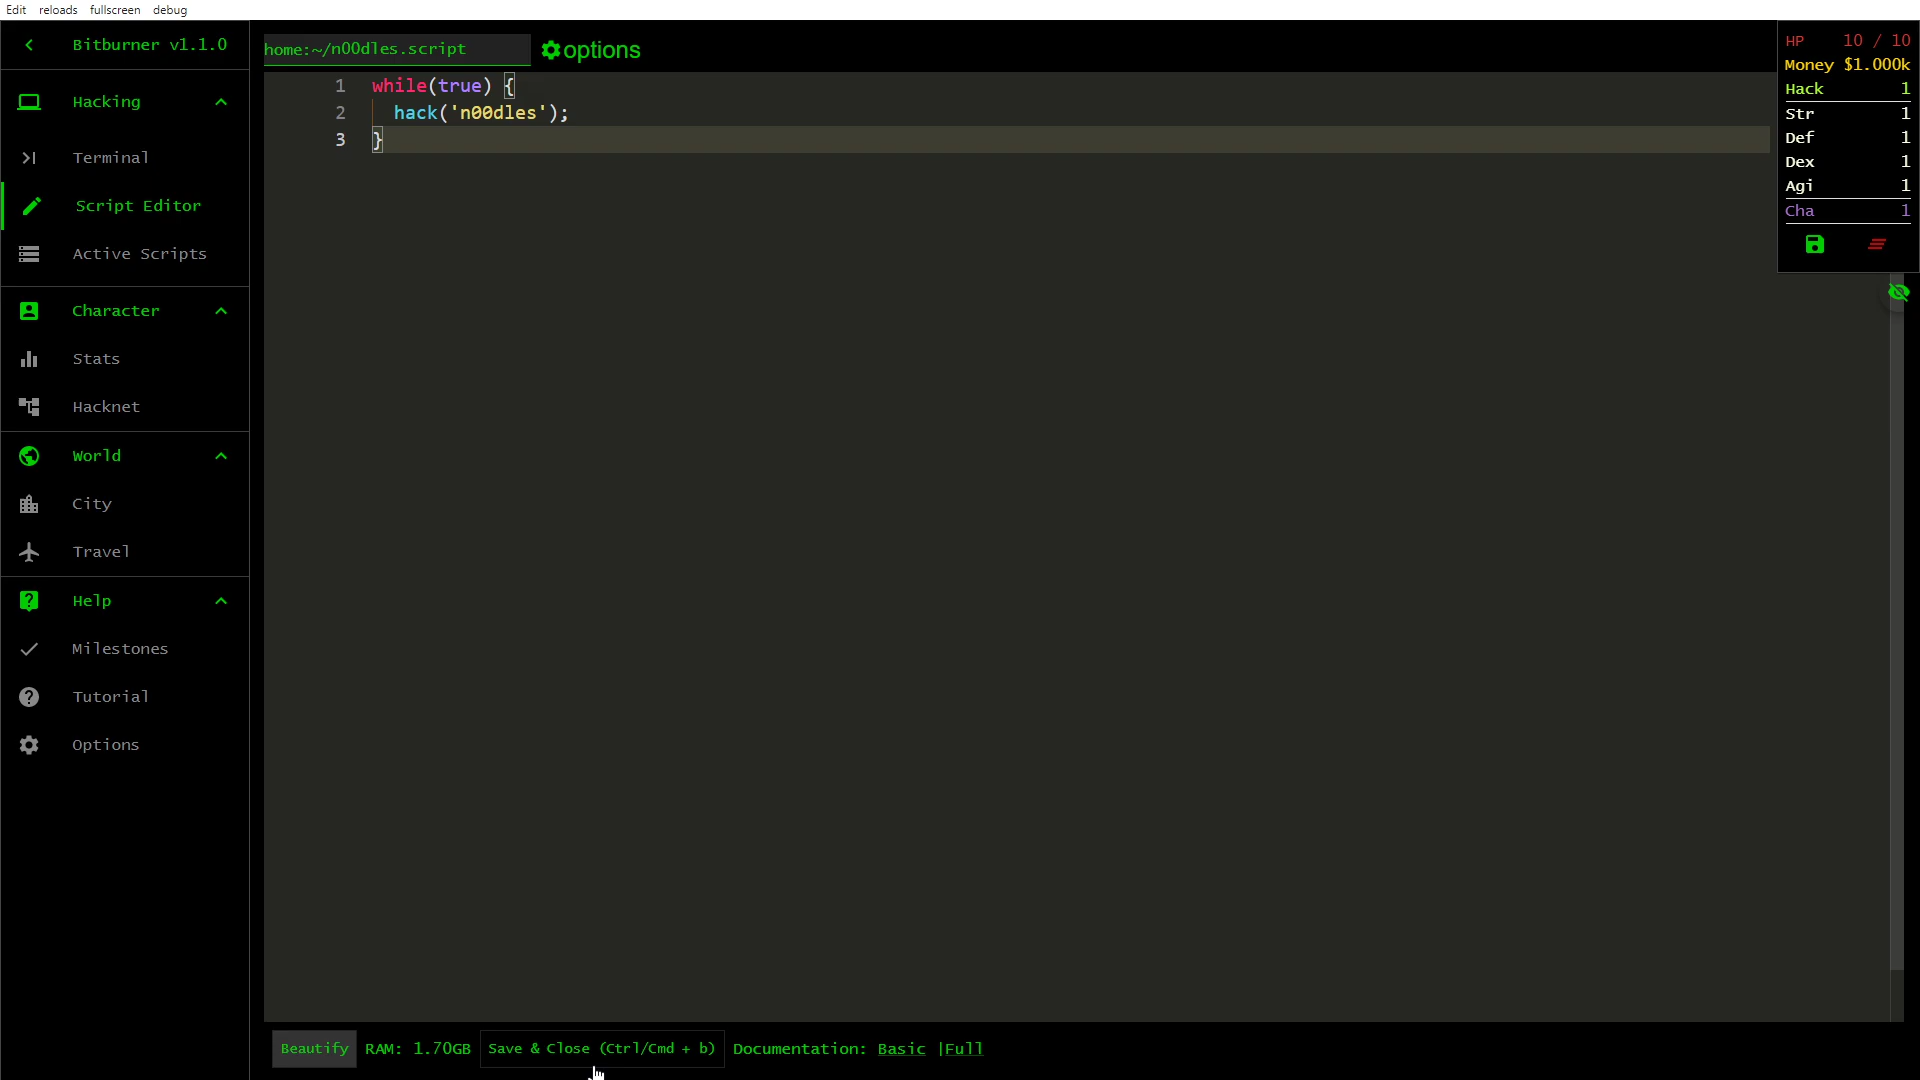 Edit reloads fullscreen debug
Bitburner v1.1.0
Hacking
Terminal
Script Editor
Active Scripts
Character
Stats
Hacknet
World
City
Travel
Help
Milestones
Tutorial
Options
home:~/n00dles.script
options
1 while(true) {
2 hack('n00dles');
3 }
Beautify RAM: 1.70GB Save & Close (Ctrl/Cmd + b) Documentation: Basic |Full
HP 10 / 10
Money $1.000k
Hack 1
Str 1
Def 1
Dex 1
Agi 1
Cha 1